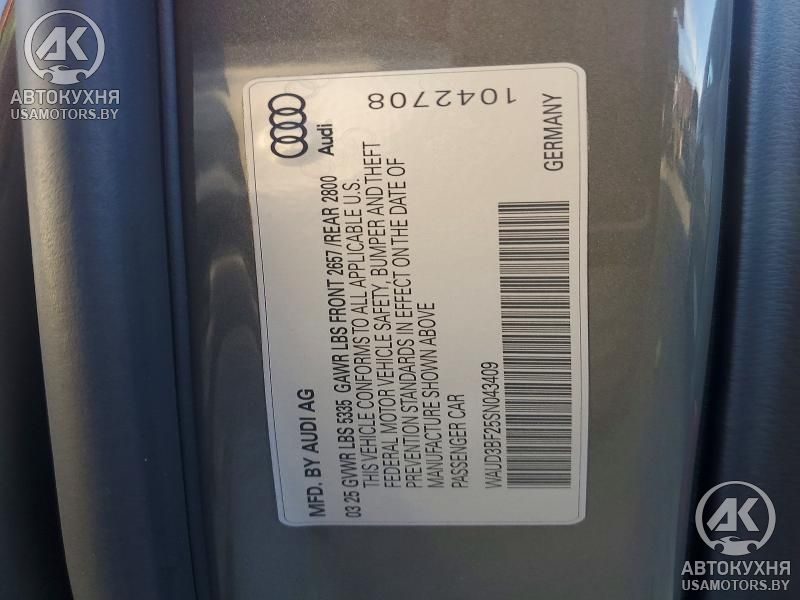 AK
АВТОКУХНЯ
USAMOTORS.BY
MFD. BY AUDI AG
03 25 GVWR LBS 5335 GAWR LBS FRONT 2657 /REAR 2800
THIS VEHICLE CONFORMS TO ALL APPLICABLE U.S.
FEDERAL MOTOR VEHICLE SAFETY, BUMPER AND THEFT
PREVENTION STANDARDS IN EFFECT ON THE DATE OF
MANUFACTURE SHOWN ABOVE
PASSENGER CAR
WAUD3BF25SN043409
GERMANY
Audi
1042708
AK
АВТОКУХНЯ
USAMOTORS.BY